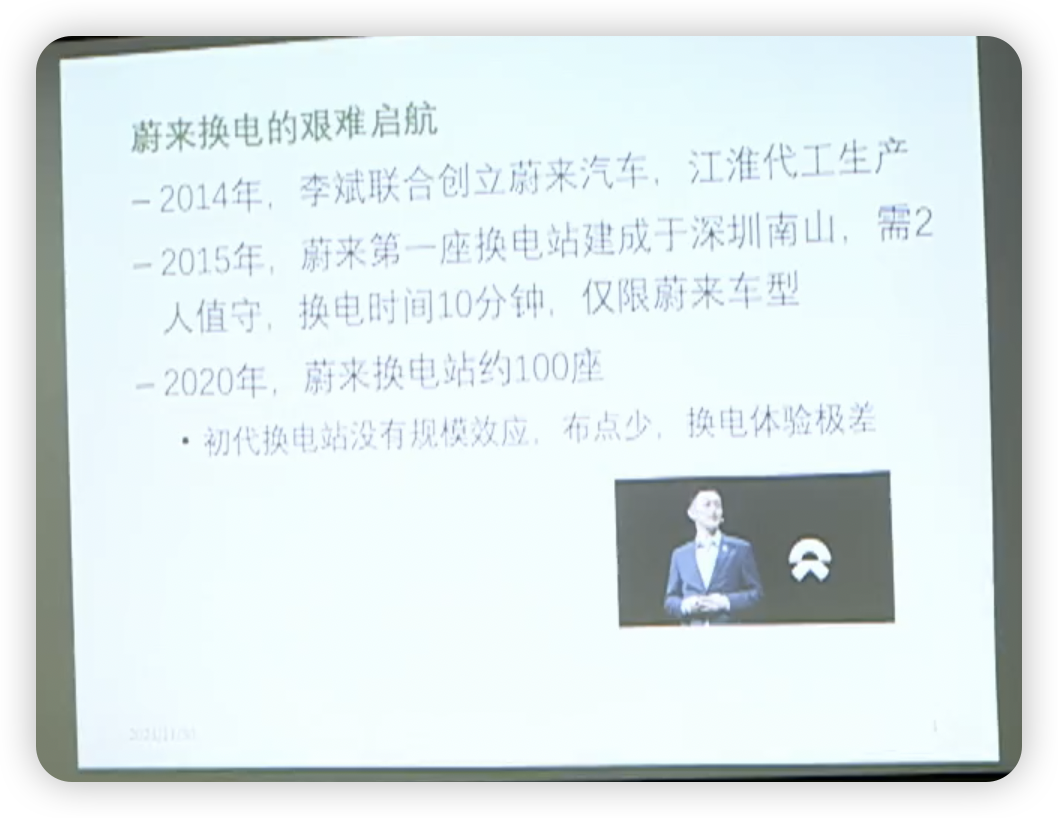 蔚来换电的艰难启航
–2014年，李斌联合创立蔚来汽车，江淮代工生产
–2015年，蔚来第一座换电站建成于深圳南山，需2
人值守，换电时间10分钟，仅限蔚来车型
–2020年，蔚来换电站约100座
•初代换电站没有规模效应，布点少，换电体验极差
1